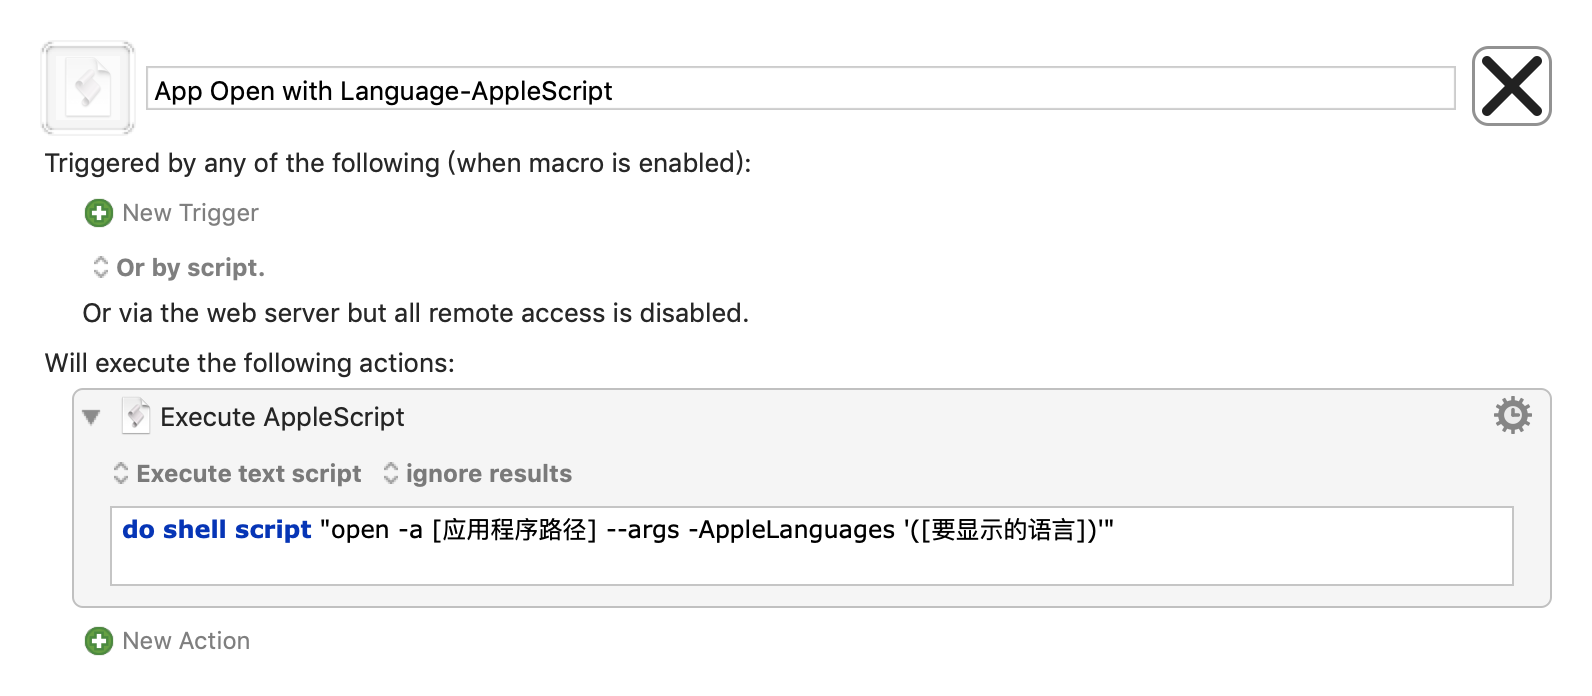 App Open with Language-AppleScript
Triggered by any of the following (when macro is enabled):
New Trigger
Or by script.
Or via the web server but all remote access is disabled.
Will execute the following actions:
Execute AppleScript
Execute text script ignore results
do shell script "open -a [应用程序路径] --args -AppleLanguages '([要显示的语言])'"
New Action